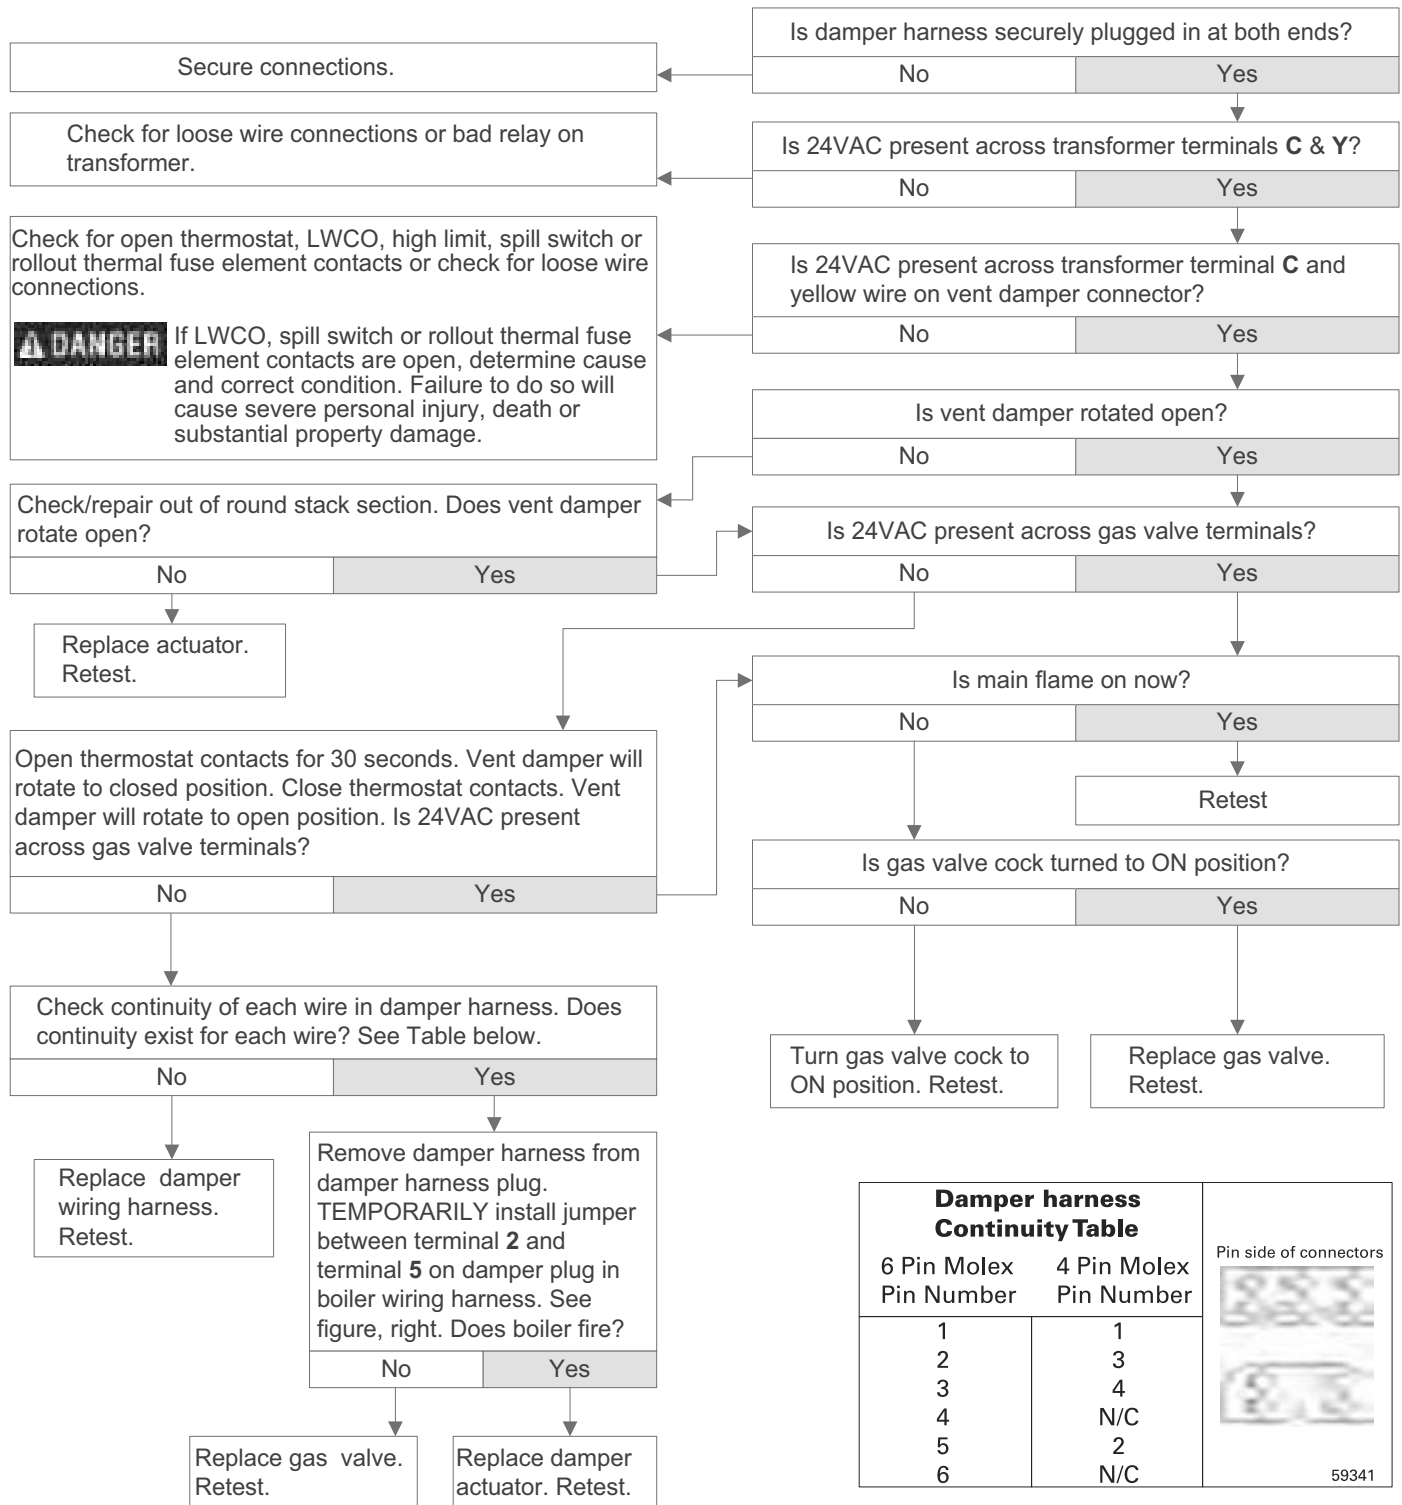 Is damper harness securely plugged in at both ends?
No
Yes
Secure connections.
Is 24VAC present across transformer terminals C & Y?
No
Yes
Check for loose wire connections or bad relay on
transformer.
Is 24VAC present across transformer terminal C and
yellow wire on vent damper connector?
No
Yes
Check for open thermostat, LWCO, high limit, spill switch or
rollout thermal fuse element contacts or check for loose wire
connections.
DANGER
If LWCO, spill switch or rollout thermal fuse
element contacts are open, determine cause
and correct condition. Failure to do so will
cause severe personal injury, death or
substantial property damage.
Is vent damper rotated open?
No
Yes
Check/repair out of round stack section. Does vent damper
rotate open?
No
Yes
Replace actuator.
Retest.
Is 24VAC present across gas valve terminals?
No
Yes
Is main flame on now?
No
Yes
Retest
Open thermostat contacts for 30 seconds. Vent damper will
rotate to closed position. Close thermostat contacts. Vent
damper will rotate to open position. Is 24VAC present
across gas valve terminals?
No
Yes
Is gas valve cock turned to ON position?
No
Yes
Turn gas valve cock to
ON position. Retest.
Replace gas valve.
Retest.
Check continuity of each wire in damper harness. Does
continuity exist for each wire? See Table below.
No
Yes
Replace damper
wiring harness.
Retest.
Remove damper harness from
damper harness plug.
TEMPORARILY install jumper
between terminal 2 and
terminal 5 on damper plug in
boiler wiring harness. See
figure, right. Does boiler fire?
No
Yes
Replace gas valve.
Retest.
Replace damper
actuator. Retest.
Damper harness
Continuity Table
6 Pin Molex
Pin Number
4 Pin Molex
Pin Number
1 1
2 3
3 4
4 N/C
5 2
6 N/C
Pin side of connectors
59341